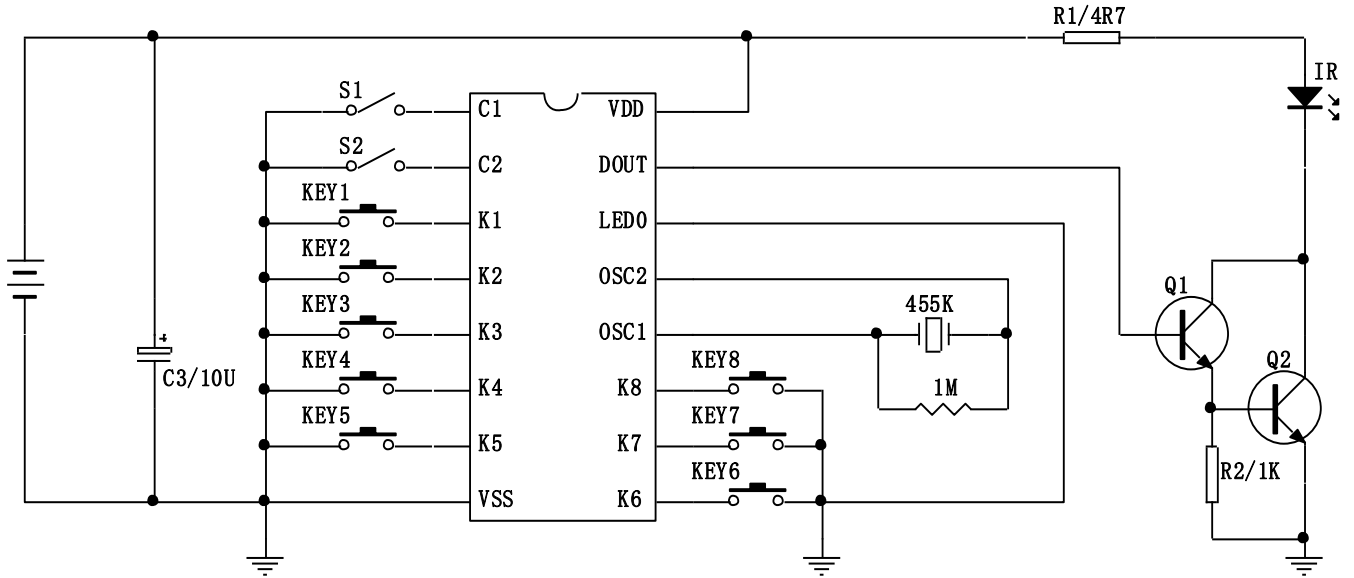 R1/4R7
IR
S1
C1
VDD
S2
C2
DOUT
KEY1
K1
LED0
KEY2
K2
OSC2
Q1
KEY3
K3
OSC1
455K
KEY4
K4
K8
KEY8
1M
Q2
C3/10U
KEY5
K5
K7
KEY7
VSS
K6
KEY6
R2/1K